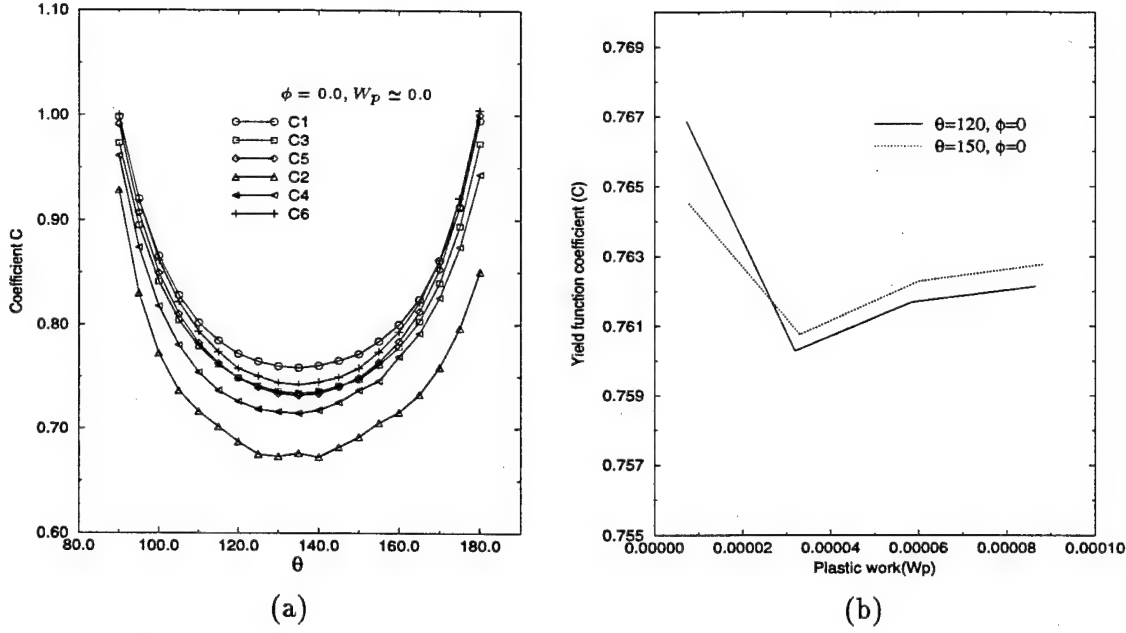 1.10
1.00
0.90
0.80
0.70
0.60
Coefficient C
ϕ = 0.0, Wp ≃ 0.0
C1
C3
C5
C2
C4
C6
80.0 100.0 120.0 140.0 160.0 180.0
θ
(a)
0.769
0.767
0.765
0.763
0.761
0.759
0.757
0.755
Yield function coefficient (C)
θ=120, ϕ=0
θ=150, ϕ=0
0.00000 0.00002 0.00004 0.00006 0.00008 0.00010
Plastic work(Wp)
(b)